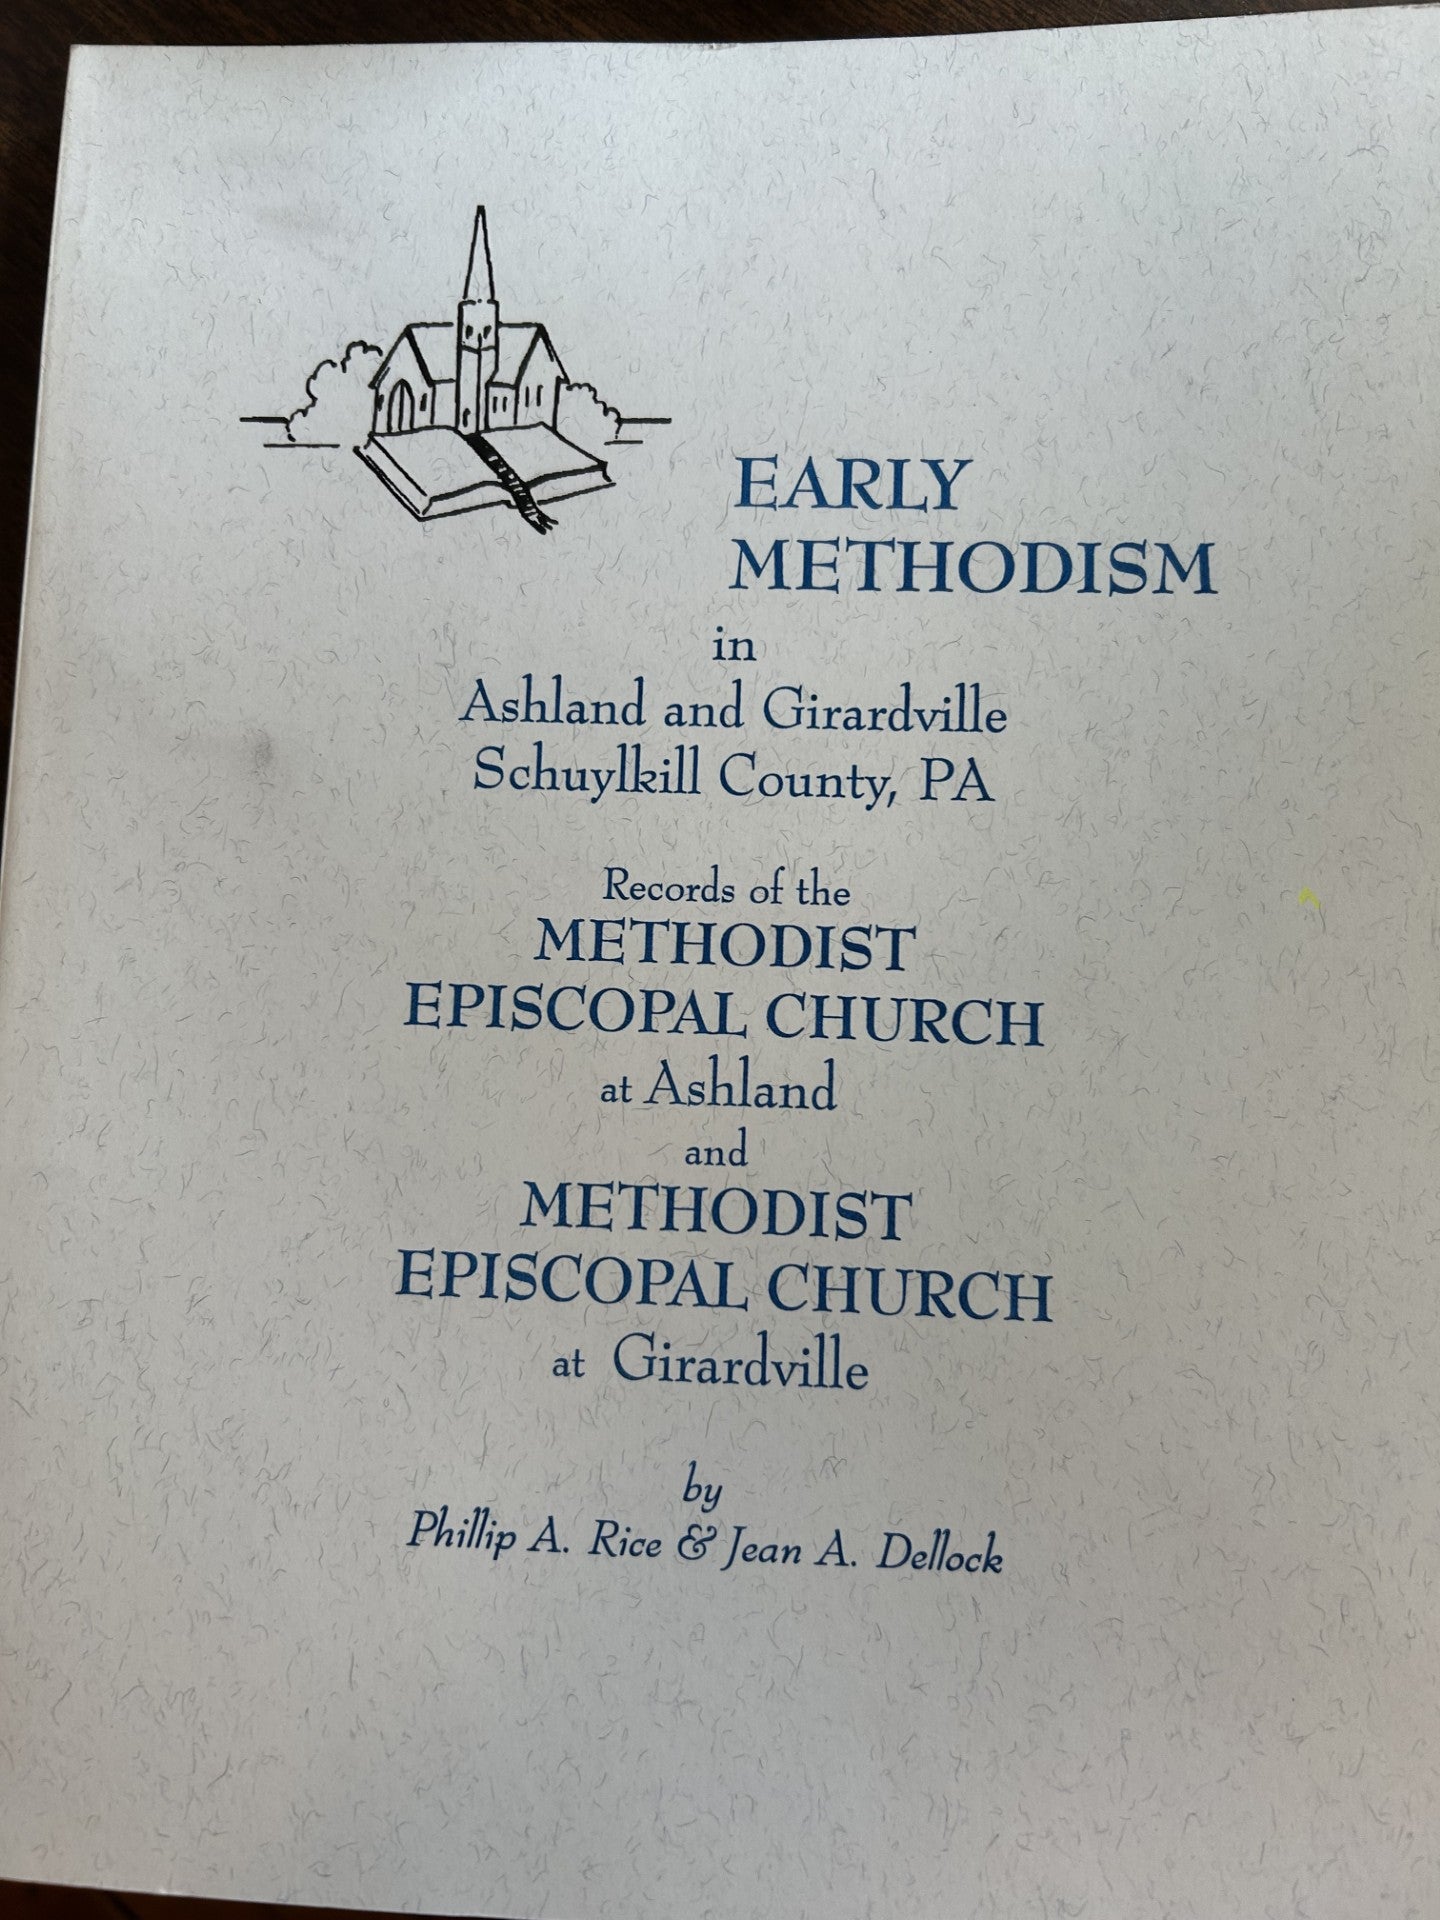 EARLY
METHODISM
in
Ashland and Girardville
Schuylkill County, PA
Records of the
METHODIST
EPISCOPAL CHURCH
at Ashland
and
METHODIST
EPISCOPAL CHURCH
at Girardville
by
Phillip A. Rice & Jean A. Dellock